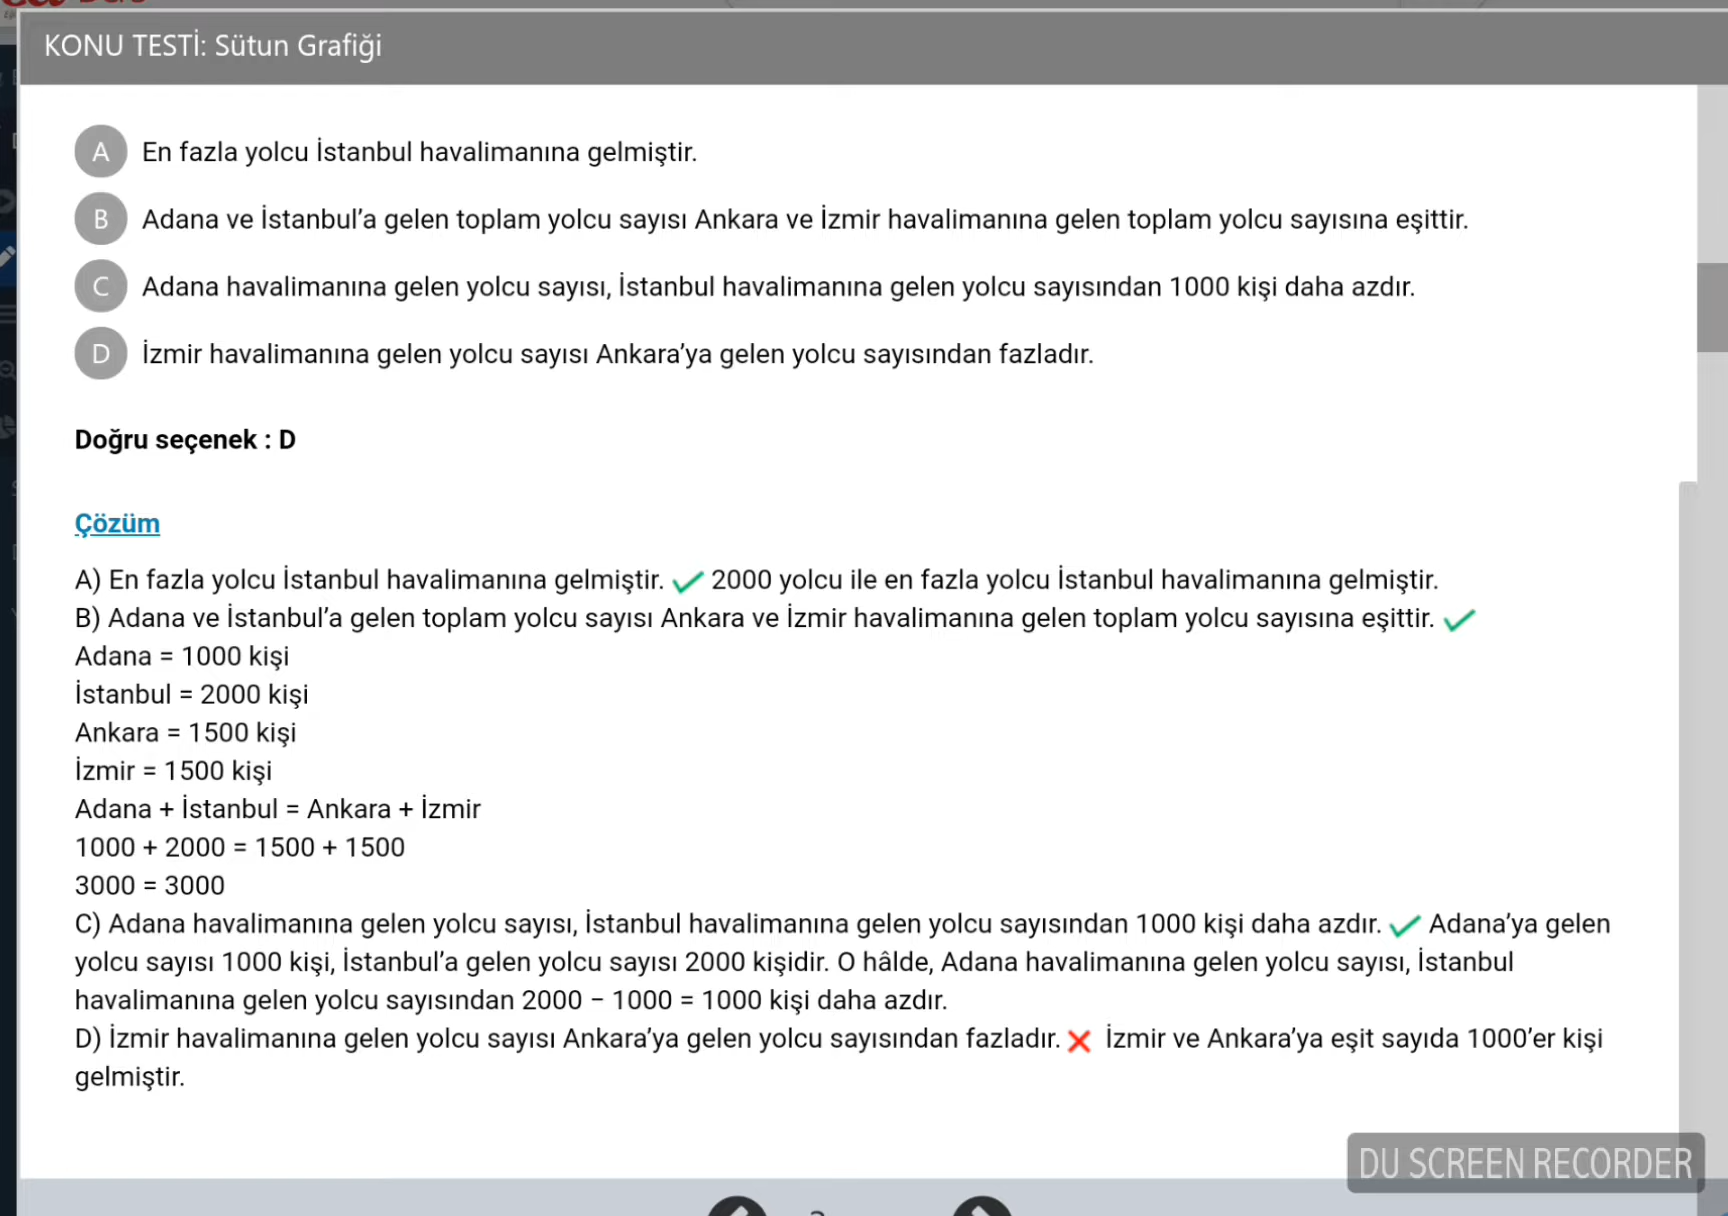 KONU TESTİ: Sütun Grafiği
A En fazla yolcu İstanbul havalimanına gelmiştir.
B Adana ve İstanbul’a gelen toplam yolcu sayısı Ankara ve İzmir havalimanına gelen toplam yolcu sayısına eşittir.
C Adana havalimanına gelen yolcu sayısı, İstanbul havalimanına gelen yolcu sayısından 1000 kişi daha azdır.
D İzmir havalimanına gelen yolcu sayısı Ankara’ya gelen yolcu sayısından fazladır.
Doğru seçenek : D
Çözüm
A) En fazla yolcu İstanbul havalimanına gelmiştir. ✓ 2000 yolcu ile en fazla yolcu İstanbul havalimanına gelmiştir.
B) Adana ve İstanbul’a gelen toplam yolcu sayısı Ankara ve İzmir havalimanına gelen toplam yolcu sayısına eşittir. ✓
Adana = 1000 kişi
İstanbul = 2000 kişi
Ankara = 1500 kişi
İzmir = 1500 kişi
Adana + İstanbul = Ankara + İzmir
1000 + 2000 = 1500 + 1500
3000 = 3000
C) Adana havalimanına gelen yolcu sayısı, İstanbul havalimanına gelen yolcu sayısından 1000 kişi daha azdır. ✓ Adana’ya gelen
yolcu sayısı 1000 kişi, İstanbul’a gelen yolcu sayısı 2000 kişidir. O hâlde, Adana havalimanına gelen yolcu sayısı, İstanbul
havalimanına gelen yolcu sayısından 2000 − 1000 = 1000 kişi daha azdır.
D) İzmir havalimanına gelen yolcu sayısı Ankara’ya gelen yolcu sayısından fazladır. ✗ İzmir ve Ankara’ya eşit sayıda 1000’er kişi
gelmiştir.
DU SCREEN RECORDER